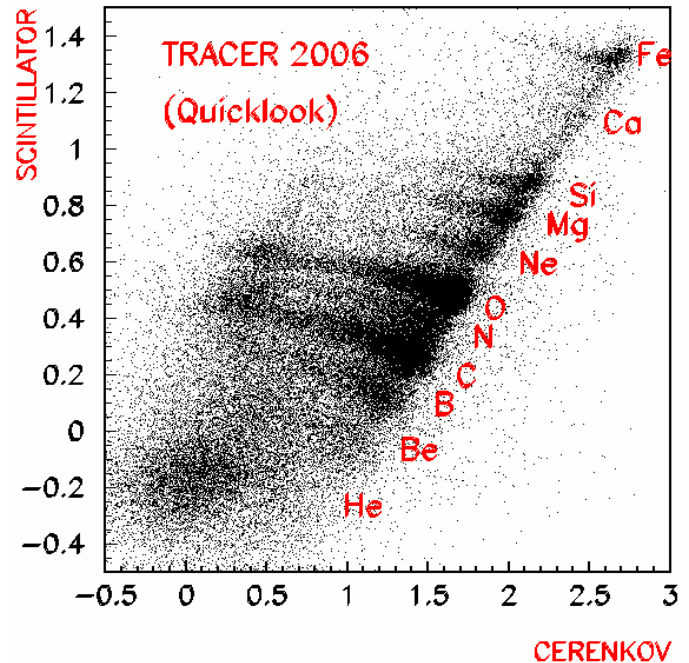 SCINTILLATOR
1.4
1.2
1
0.8
0.6
0.4
0.2
0
−0.2
−0.4
TRACER 2006
(Quicklook)
Fe
Ca
Si
Mg
Ne
O
N
C
B
Be
He
−0.5 0 0.5 1 1.5 2 2.5 3
CERENKOV